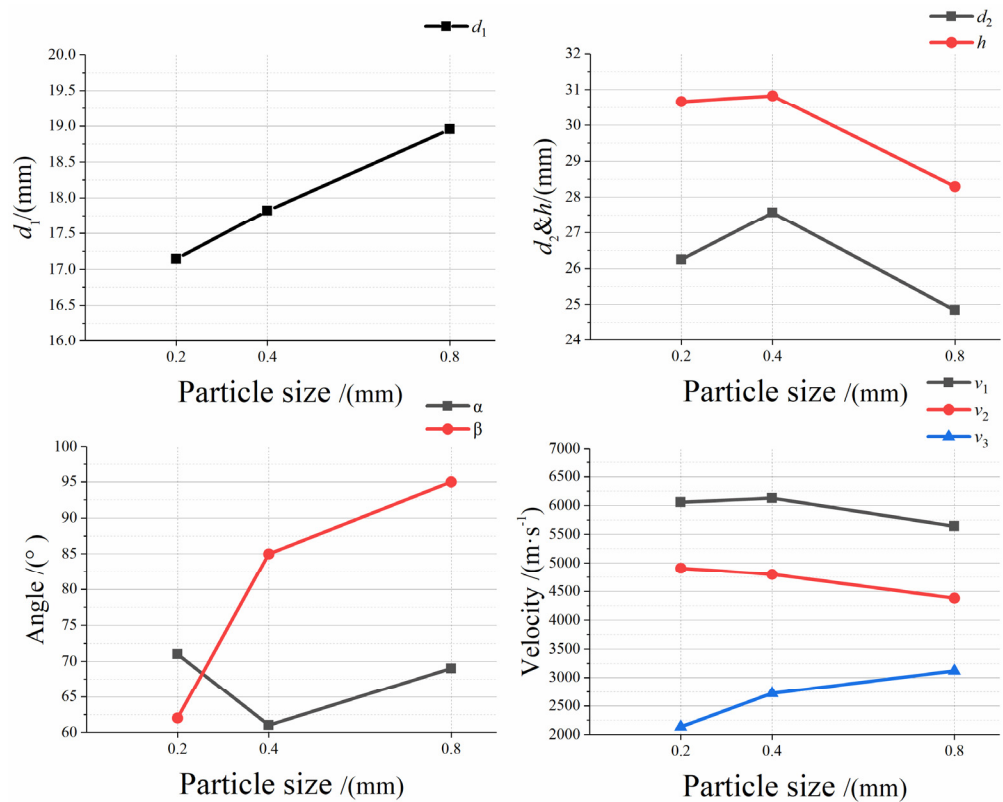 d₁
20.0
19.5
19.0
18.5
18.0
17.5
17.0
16.5
16.0
d₁/(mm)
0.2 0.4 0.8
Particle size /(mm)
d₂
h
32
31
30
29
28
27
26
25
24
d₂&h/(mm)
0.2 0.4 0.8
Particle size /(mm)
α
β
100
95
90
85
80
75
70
65
60
Angle /(°)
0.2 0.4 0.8
Particle size /(mm)
v₁
v₂
v₃
7000
6500
6000
5500
5000
4500
4000
3500
3000
2500
2000
Velocity /(m·s⁻¹)
0.2 0.4 0.8
Particle size /(mm)